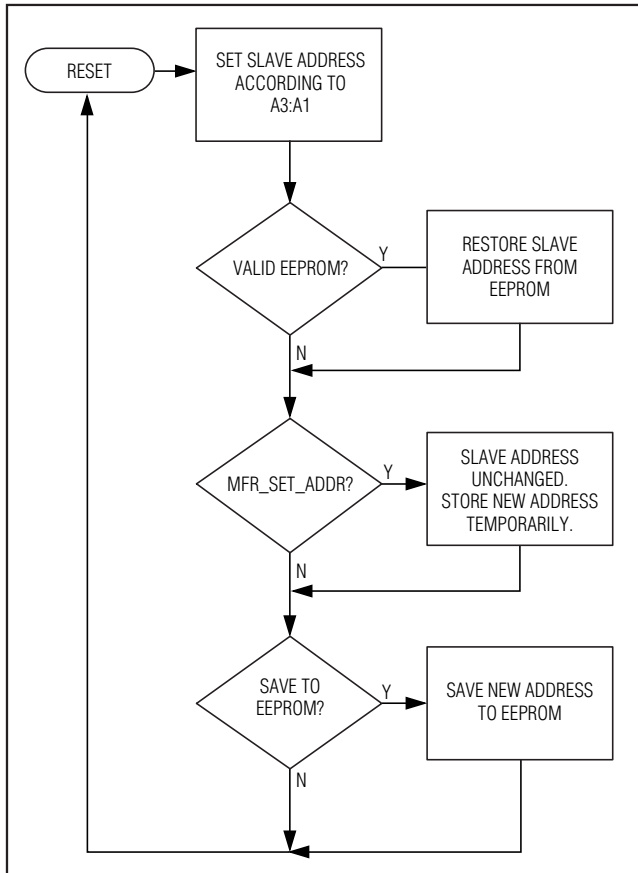 RESET
SET SLAVE ADDRESS
ACCORDING TO
A3:A1
VALID EEPROM?
Y
RESTORE SLAVE
ADDRESS FROM
EEPROM
N
MFR_SET_ADDR?
Y
SLAVE ADDRESS
UNCHANGED.
STORE NEW ADDRESS
TEMPORARILY.
N
SAVE TO
EEPROM?
Y
SAVE NEW ADDRESS
TO EEPROM
N